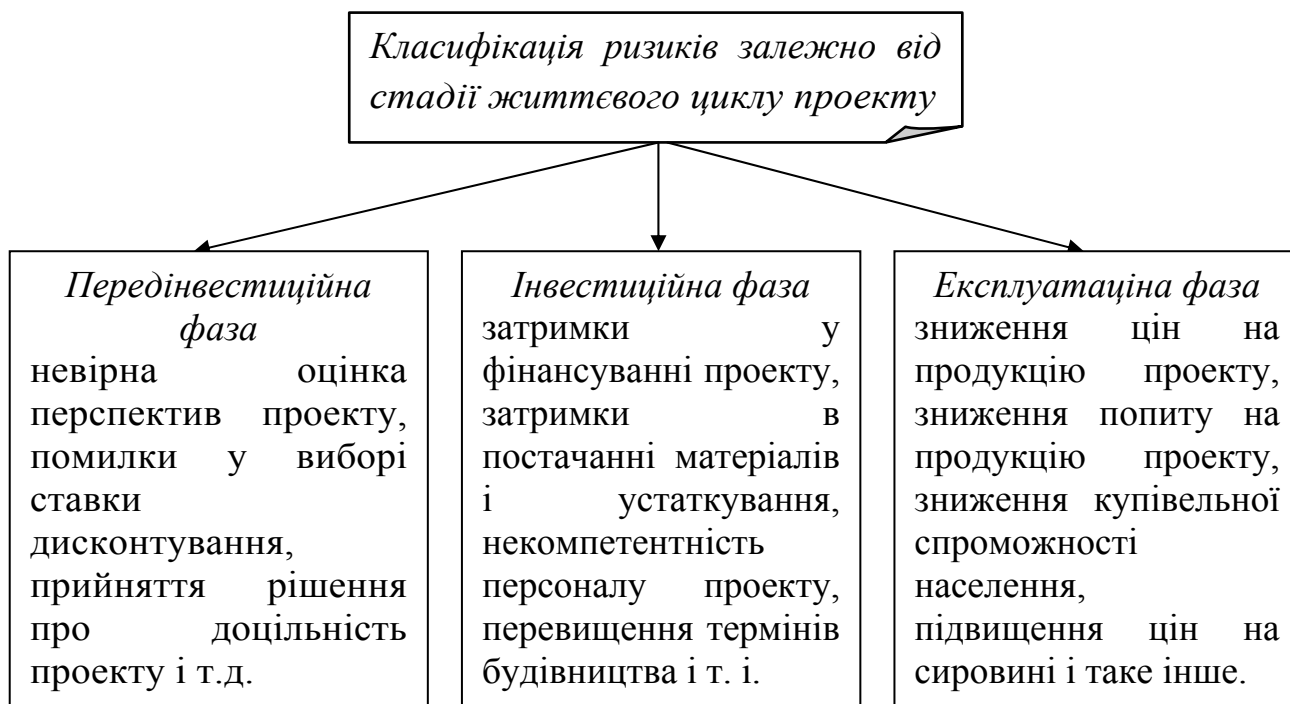 Класифікація ризиків залежно від
стадії життєвого циклу проекту
Передінвестиційна
фаза
невірна оцінка
перспектив проекту,
помилки у виборі
ставки
дисконтування,
прийняття рішення
про доцільність
проекту і т.д.
Інвестиційна фаза
затримки у
фінансуванні проекту,
затримки в
постачанні матеріалів
і устаткування,
некомпетентність
персоналу проекту,
перевищення термінів
будівництва і т. і.
Експлуатаціна фаза
зниження цін на
продукцію проекту,
зниження попиту на
продукцію проекту,
зниження купівельної
спроможності
населення,
підвищення цін на
сировині і таке інше.